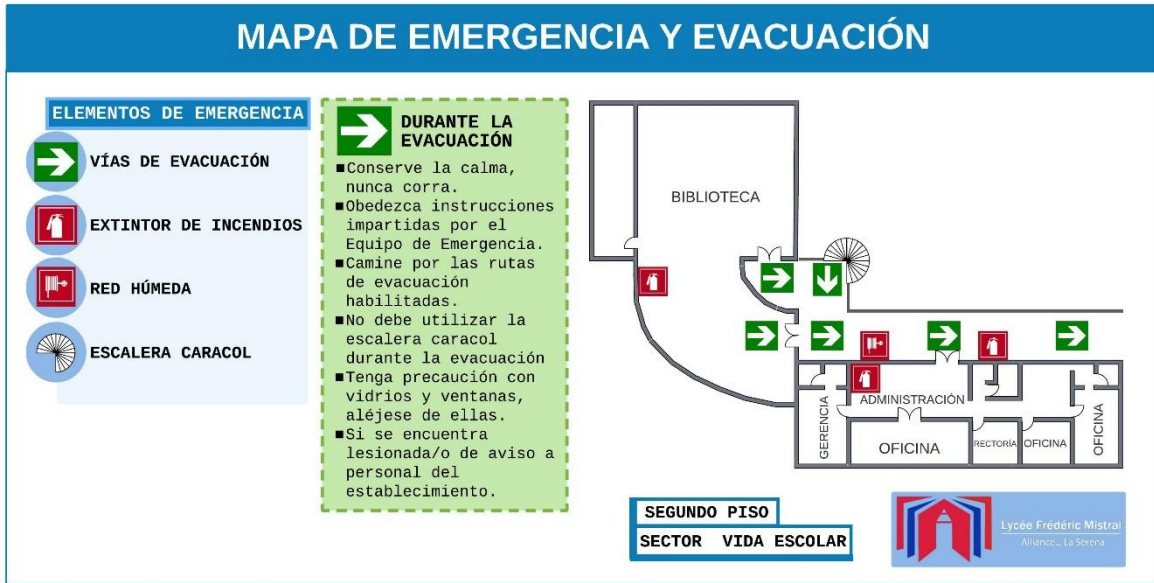 MAPA DE EMERGENCIA Y EVACUACIÓN
ELEMENTOS DE EMERGENCIA
VÍAS DE EVACUACIÓN
EXTINTOR DE INCENDIOS
RED HÚMEDA
ESCALERA CARACOL
DURANTE LA
EVACUACIÓN
■Conserve la calma,
nunca corra.
■Obedezca instrucciones
impartidas por el
Equipo de Emergencia.
■Camine por las rutas
de evacuación
habilitadas.
■No debe utilizar la
escalera caracol
durante la evacuación
■Tenga precaución con
vidrios y ventanas,
aléjese de ellas.
■Si se encuentra
lesionada/o de aviso a
personal del
establecimiento.
BIBLIOTECA
ADMINISTRACIÓN
GERENCIA
OFICINA
RECTORÍA
OFICINA
OFICINA
SEGUNDO PISO
SECTOR VIDA ESCOLAR
Lycée Frédéric Mistral
Alliance_ La Serena